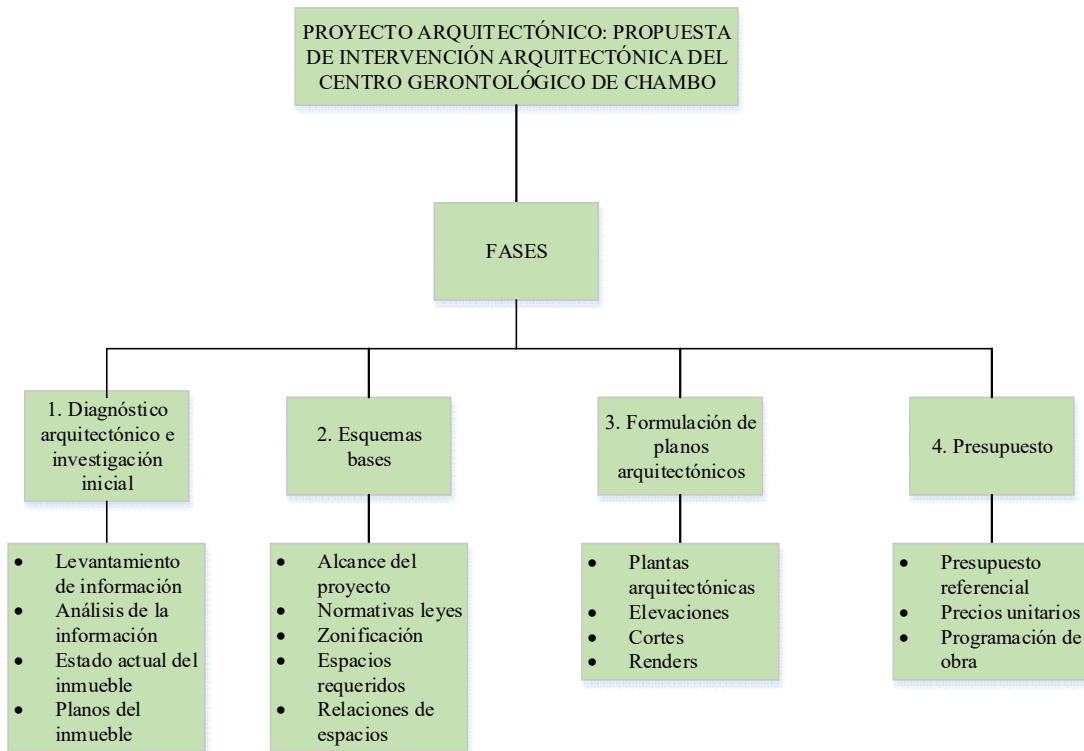 PROYECTO ARQUITECTÓNICO: PROPUESTA
DE INTERVENCIÓN ARQUITECTÓNICA DEL
CENTRO GERONTOLÓGICO DE CHAMBO
FASES
1. Diagnóstico
arquitectónico e
investigación
inicial
2. Esquemas
bases
3. Formulación de
planos
arquitectónicos
4. Presupuesto
• Levantamiento
de información
• Análisis de la
información
• Estado actual del
inmueble
• Planos del
inmueble
• Alcance del
proyecto
• Normativas leyes
• Zonificación
• Espacios
requeridos
• Relaciones de
espacios
• Plantas
arquitectónicas
• Elevaciones
• Cortes
• Renders
• Presupuesto
referencial
• Precios unitarios
• Programación de
obra